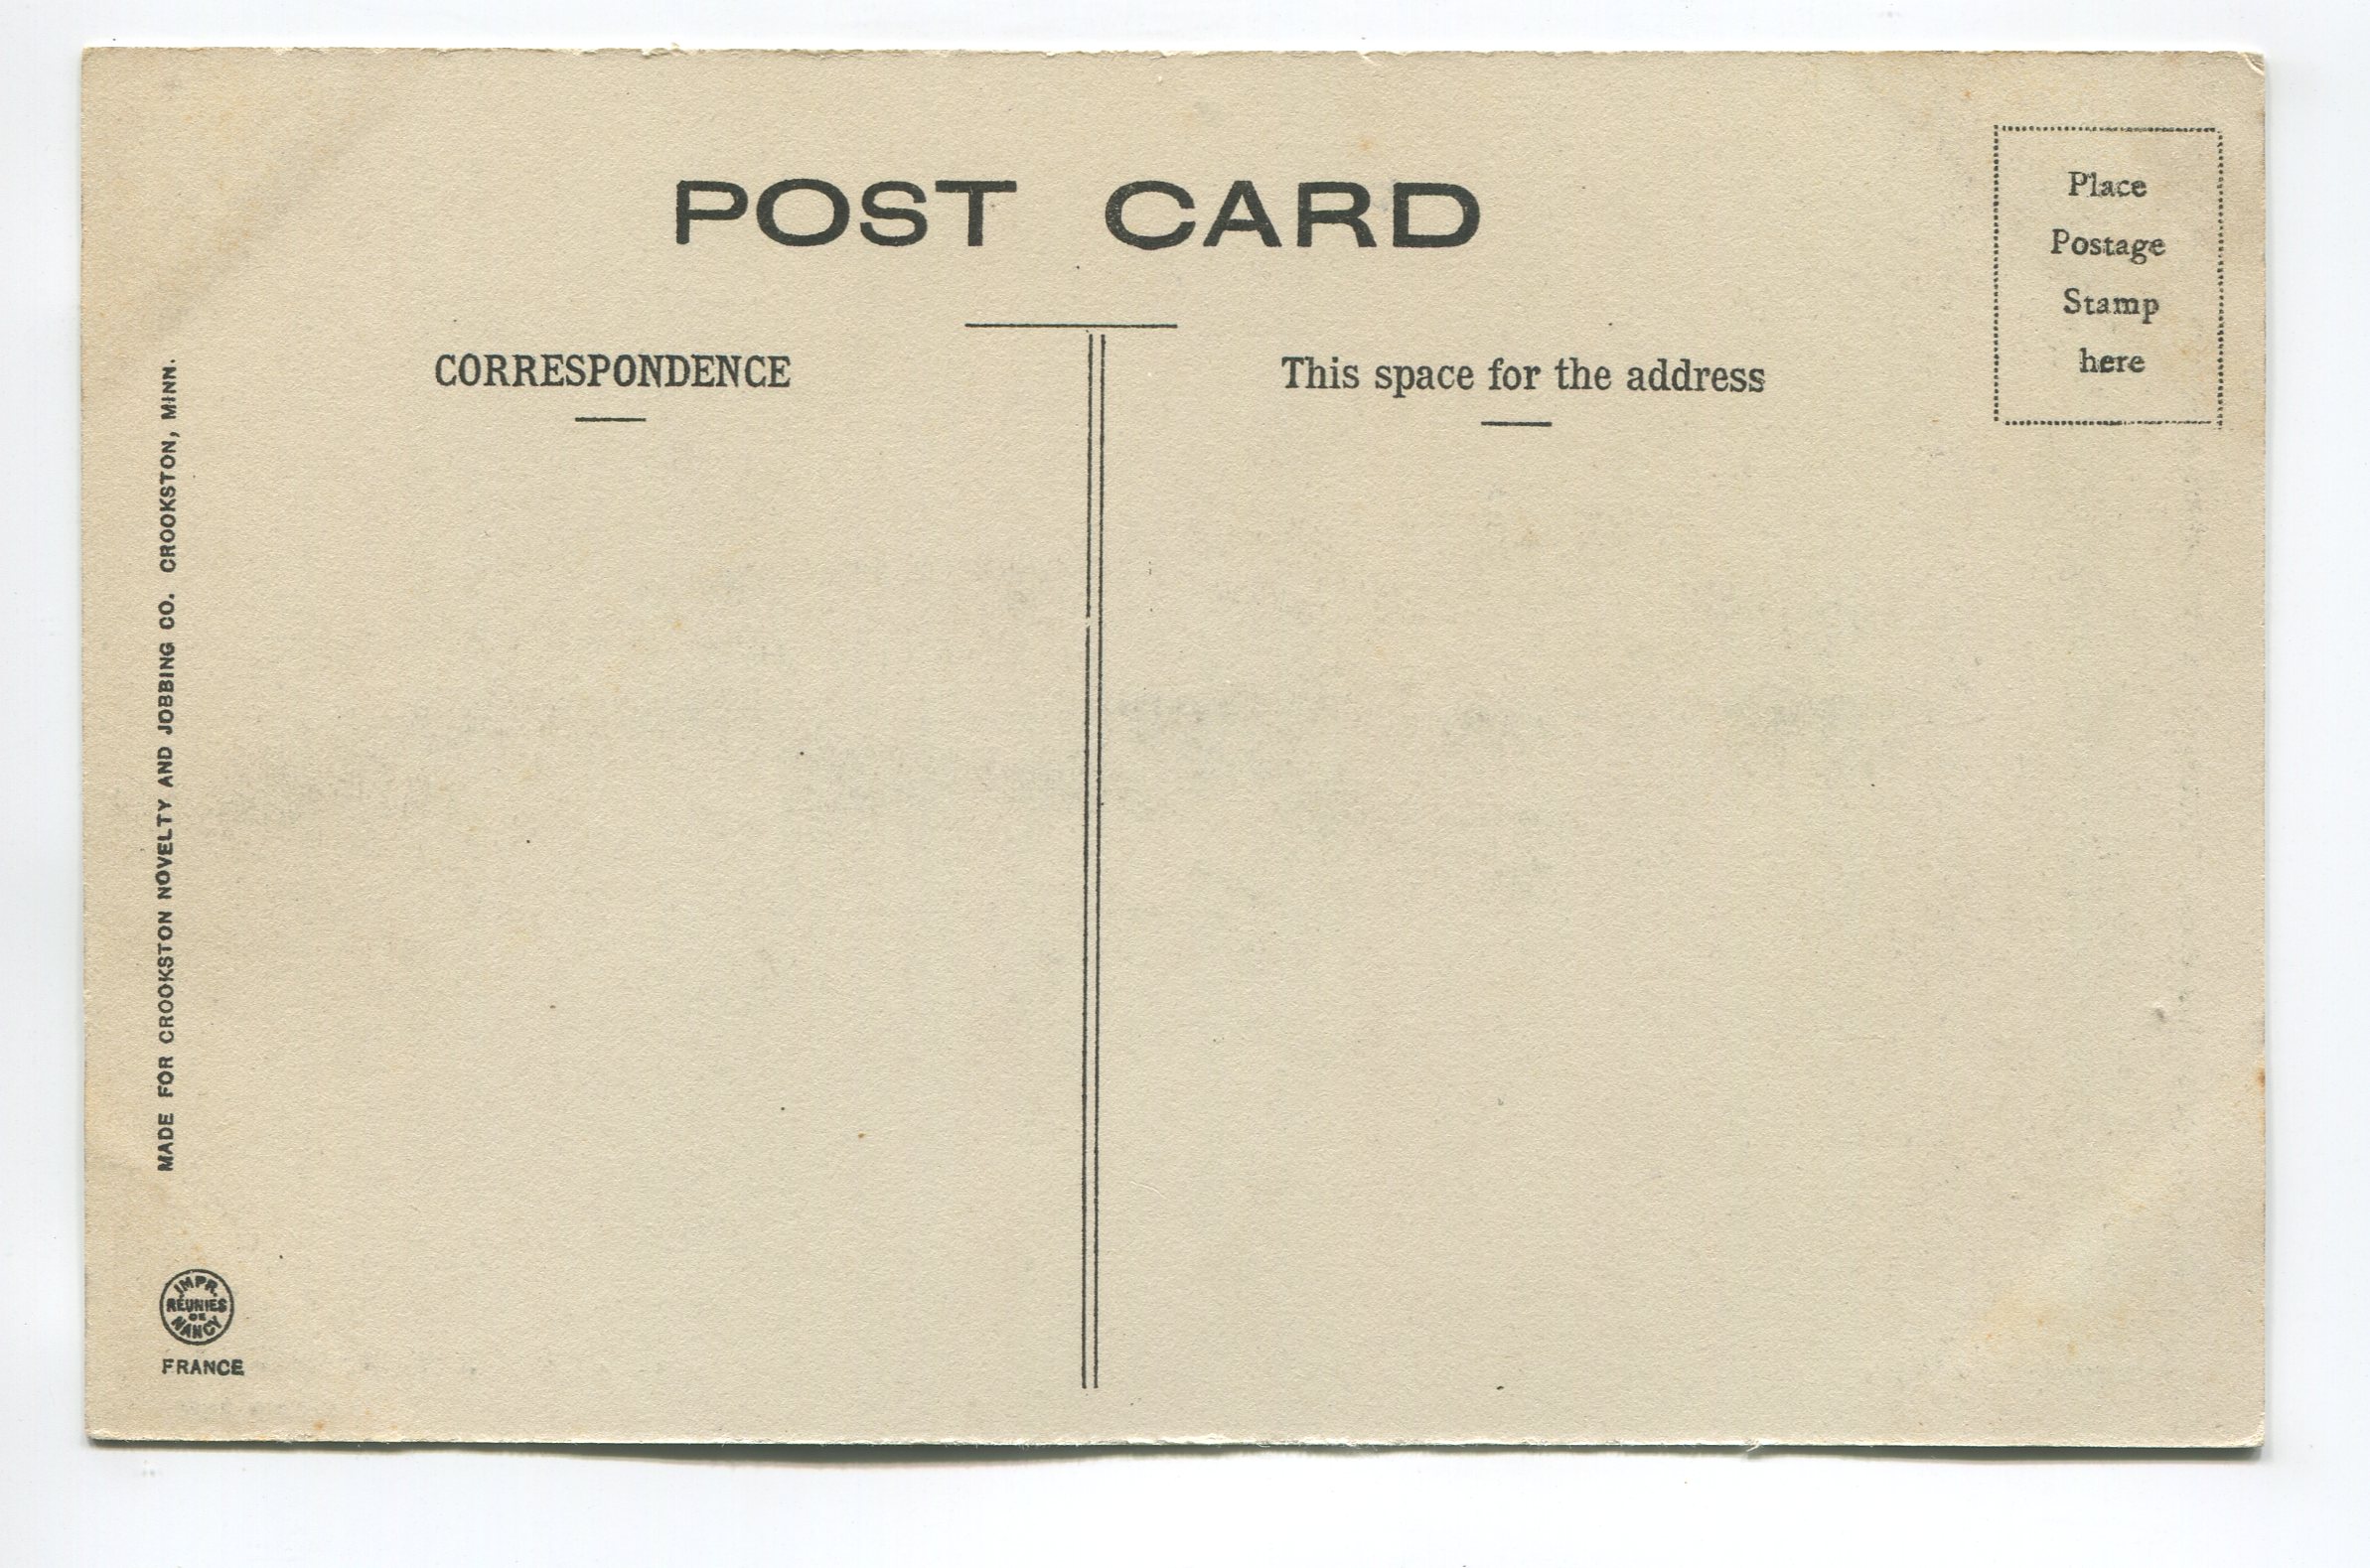 POST CARD
Place
Postage
Stamp
here
CORRESPONDENCE
This space for the address
MADE FOR CROOKSTON NOVELTY AND JOBBING CO. CROOKSTON, MINN.
IMPR.
RÉUNIES
DE
NANCY
FRANCE